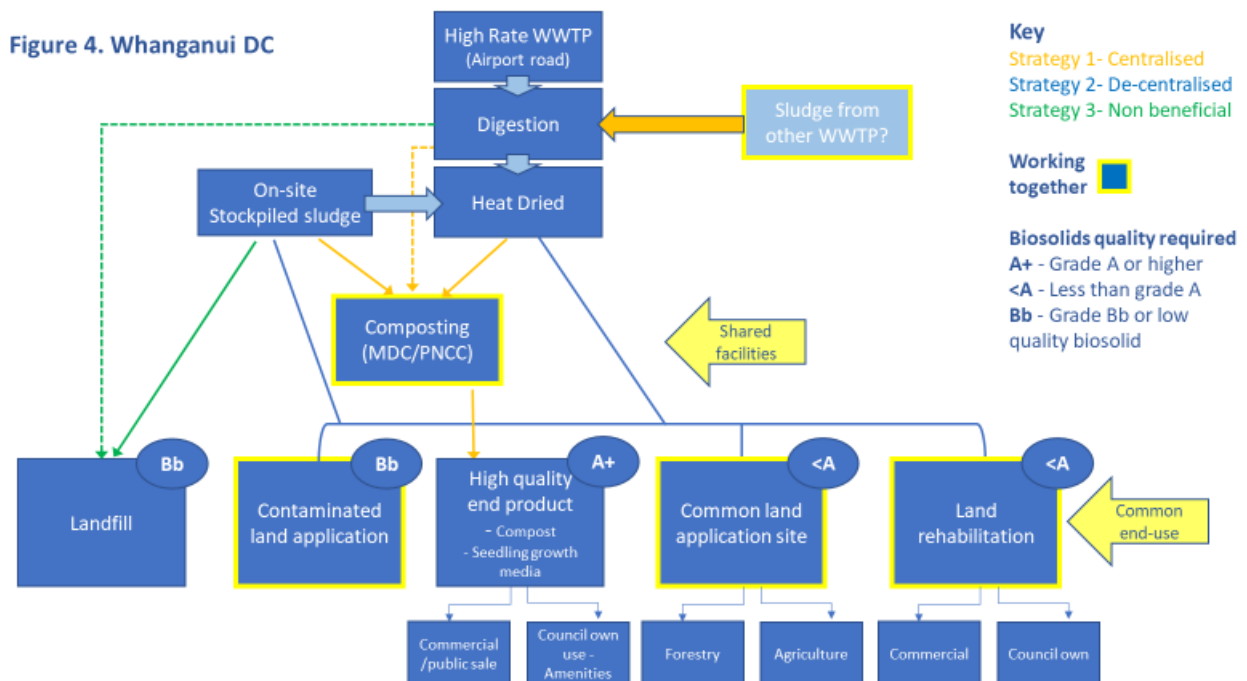 Figure 4. Whanganui DC
High Rate WWTP
(Airport road)
Digestion
Sludge from
other WWTP?
On-site
Stockpiled sludge
Heat Dried
Composting
(MDC/PNCC)
Shared
facilities
Key
Strategy 1- Centralised
Strategy 2- De-centralised
Strategy 3- Non beneficial
Working
together
Biosolids quality required
A+ - Grade A or higher
<A - Less than grade A
Bb - Grade Bb or low
quality biosolid
Bb
Landfill
Bb
Contaminated
land application
A+
High quality
end product
- Compost
- Seedling growth
media
<A
Common land
application site
<A
Land
rehabilitation
Common
end-use
Commercial
/public sale
Council own
use -
Amenities
Forestry
Agriculture
Commercial
Council own